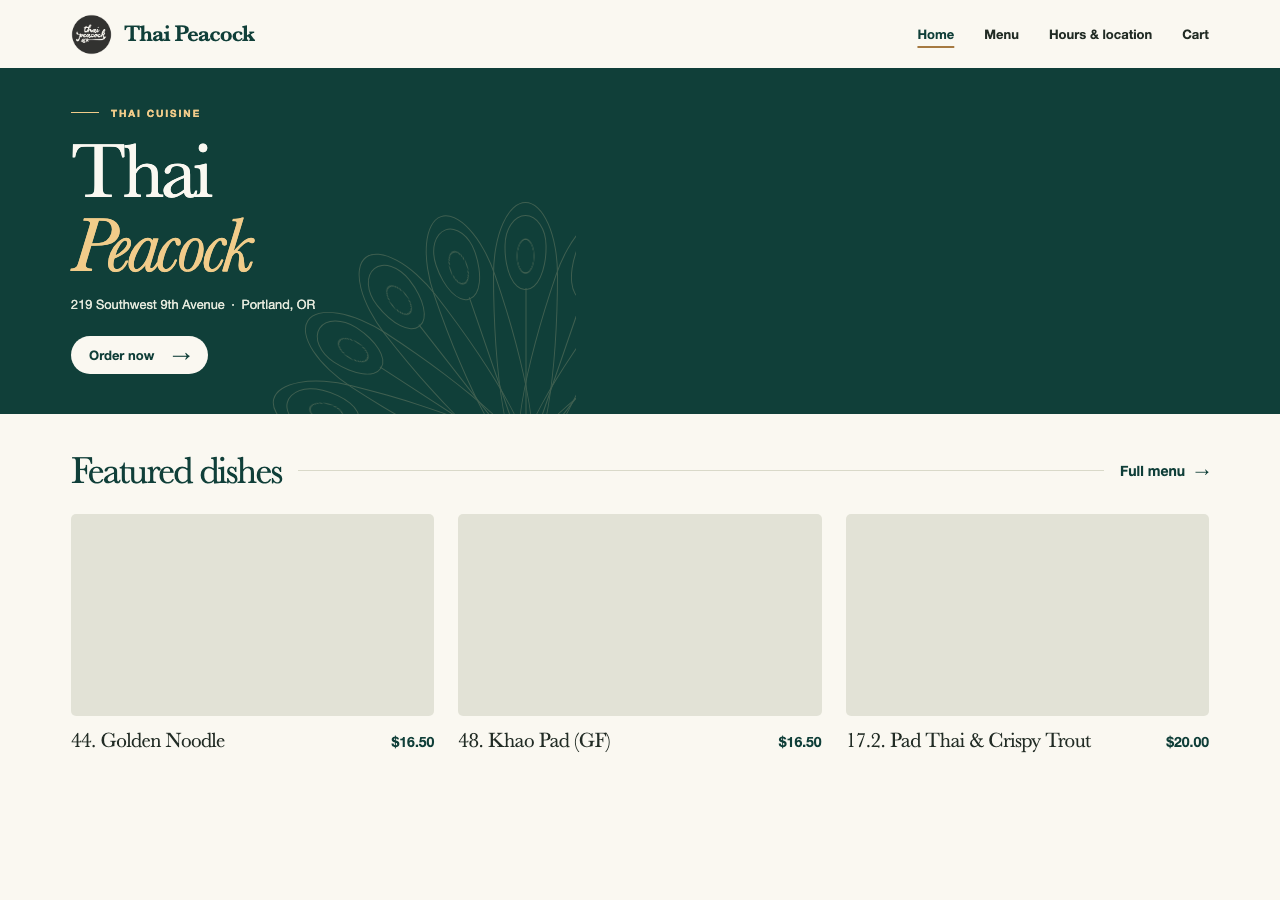 thai peacock
Thai Peacock
Home
Menu
Hours & location
Cart
THAI CUISINE
Thai
Peacock
219 Southwest 9th Avenue · Portland, OR
Order now →
Featured dishes
Full menu →
44. Golden Noodle
$16.50
48. Khao Pad (GF)
$16.50
17.2. Pad Thai & Crispy Trout
$20.00